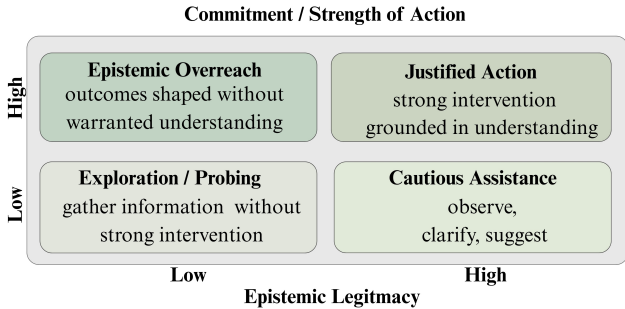 Commitment / Strength of Action
High
Epistemic Overreach
outcomes shaped without
warranted understanding
Justified Action
strong intervention
grounded in understanding
Low
Exploration / Probing
gather information without
strong intervention
Cautious Assistance
observe,
clarify, suggest
Low
High
Epistemic Legitmacy